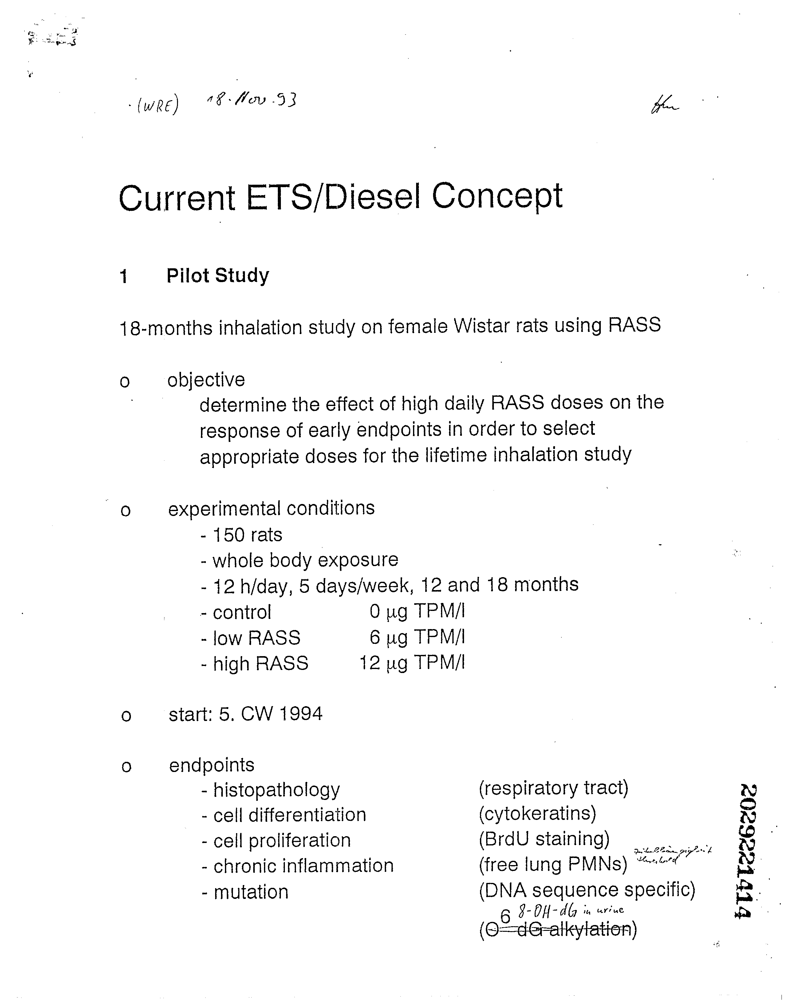 (WRE) 18. Nov. 93
Current ETS/Diesel Concept
1 Pilot Study
18-months inhalation study on female Wistar rats using RASS
o objective
determine the effect of high daily RASS doses on the
response of early endpoints in order to select
appropriate doses for the lifetime inhalation study
o experimental conditions
- 150 rats
- whole body exposure
- 12 h/day, 5 days/week, 12 and 18 months
- control 0 µg TPM/l
- low RASS 6 µg TPM/l
- high RASS 12 µg TPM/l
o start: 5. CW 1994
o endpoints
- histopathology (respiratory tract)
- cell differentiation (cytokeratins)
- cell proliferation (BrdU staining)
- chronic inflammation (free lung PMNs)
- mutation (DNA sequence specific)
8-OH-dG in urine
(O6-dG-alkylation)
2029221414